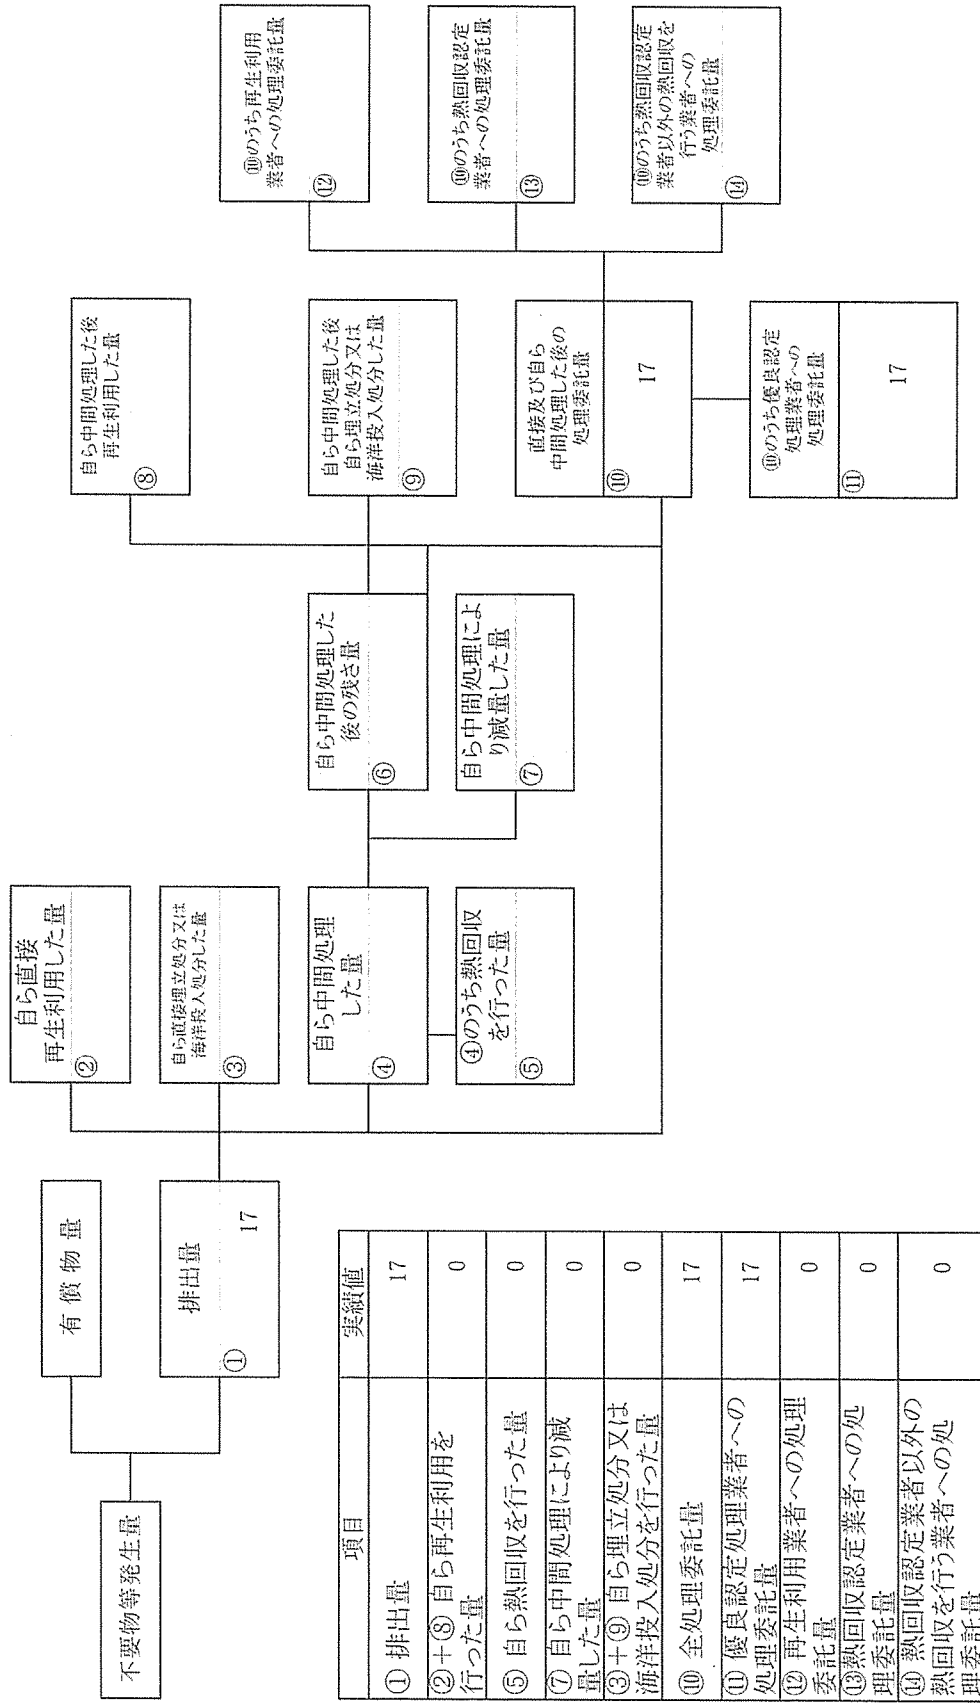 不要物等発生量
有償物量
排出量
①
17
自ら直接
再生利用した量
②
自ら直接埋立処分又は
海洋投入処分した量
③
自ら中間処理
した量
④
④のうち熱回収
を行った量
⑤
自ら中間処理した
後の残さ量
⑥
自ら中間処理によ
り減量した量
⑦
自ら中間処理した後
再生利用した量
⑧
自ら中間処理した後
自ら埋立処分又は
海洋投入処分した量
⑨
直接及び自ら
中間処理した後の
処理委託量
⑩
17
⑩のうち優良認定
処理業者への
処理委託量
⑪
17
⑩のうち再生利用
業者への処理委託量
⑫
⑩のうち熱回収認定
業者への処理委託量
⑬
⑩のうち熱回収認定
業者以外の熱回収を
行う業者への
処理委託量
⑭
項目 実績値
① 排出量 17
②+⑧ 自ら再生利用を
行った量 0
⑤ 自ら熱回収を行った量 0
⑦ 自ら中間処理により減
量した量 0
③+⑨ 自ら埋立処分又は
海洋投入処分を行った量 0
⑩ 全処理委託量 17
⑪ 優良認定処理業者への
処理委託量 17
⑫ 再生利用業者への処理
委託量 0
⑬熱回収認定業者への処
理委託量 0
⑭ 熱回収認定業者以外の
熱回収を行う業者への処
理委託量 0